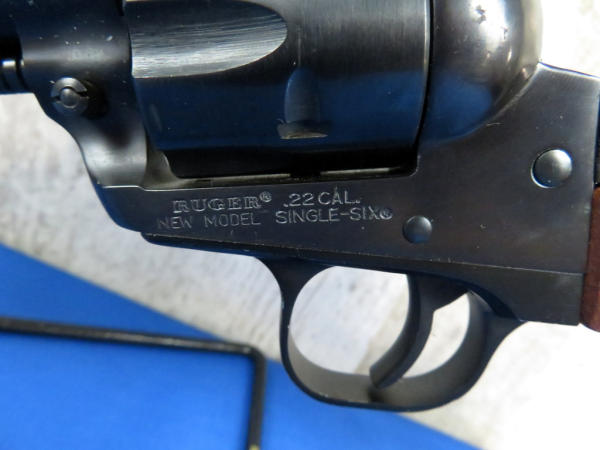 RUGER® .22 CAL.
NEW MODEL SINGLE-SIX®